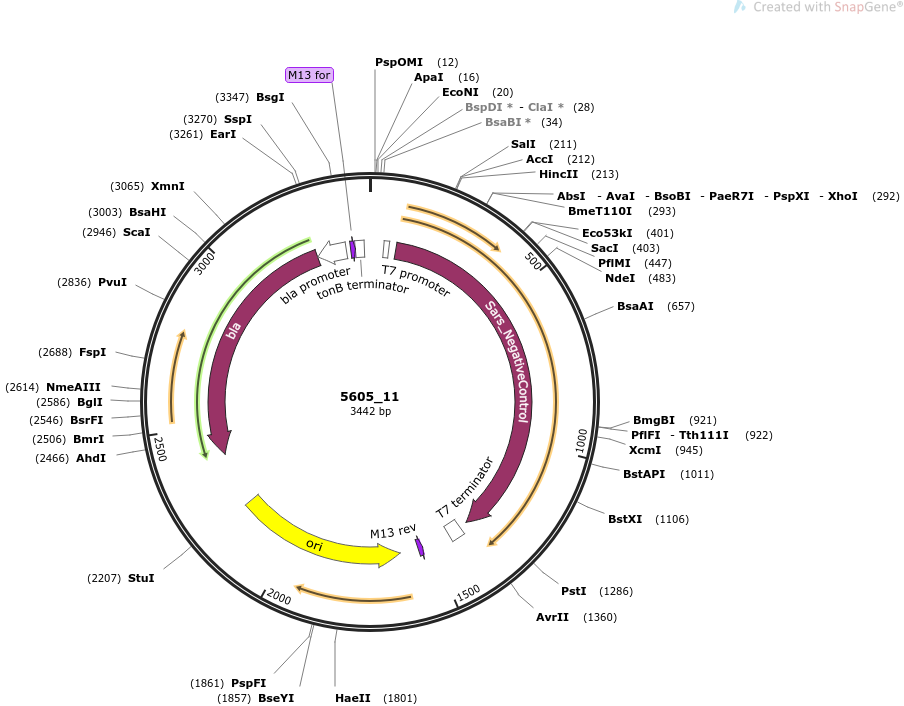 Created with SnapGene®
PspOMI (12)
ApaI (16)
EcoNI (20)
BspDI * - ClaI * (28)
BsaBI * (34)
SalI (211)
AccI (212)
HincII (213)
AbsI - AvaI - BsoBI - PaeR7I - PspXI - XhoI (292)
BmeT110I (293)
Eco53kI (401)
SacI (403)
PflMI (447)
NdeI (483)
BsaAI (657)
BmgBI (921)
PflFI - Tth111I (922)
XcmI (945)
BstAPI (1011)
BstXI (1106)
PstI (1286)
AvrII (1360)
HaeII (1801)
(1857) BseYI
(1861) PspFI
(2207) StuI
(2466) AhdI
(2506) BmrI
(2546) BsrFI
(2586) BglI
(2614) NmeAIII
(2688) FspI
(2836) PvuI
(2946) ScaI
(3003) BsaHI
(3065) XmnI
(3261) EarI
(3270) SspI
(3347) BsgI
M13 for
500
1000
1500
2000
2500
3000
T7 promoter
Sars_NegativeControl
T7 terminator
M13 rev
ori
bla
bla promoter
tonB terminator
5605_11
3442 bp